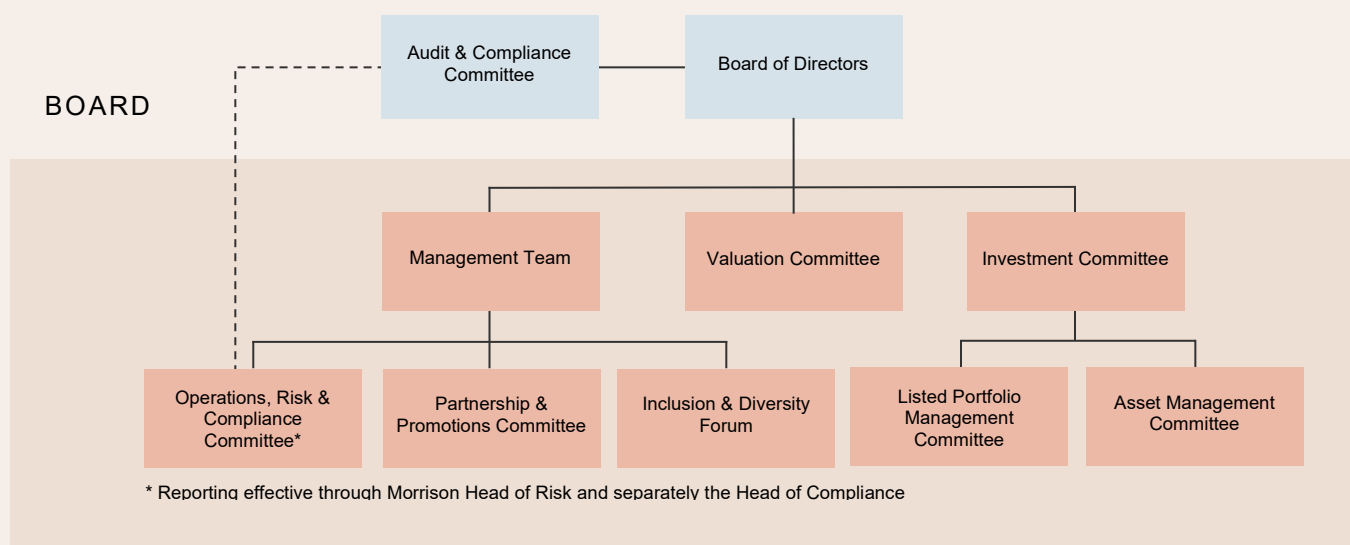 Audit & Compliance
Committee
Board of Directors
BOARD
Management Team
Valuation Committee
Investment Committee
Operations, Risk &
Compliance
Committee*
Partnership &
Promotions Committee
Inclusion & Diversity
Forum
Listed Portfolio
Management
Committee
Asset Management
Committee
* Reporting effective through Morrison Head of Risk and separately the Head of Compliance